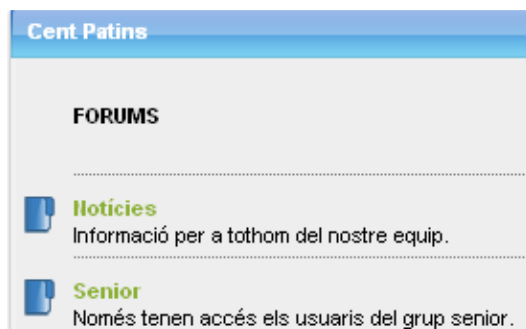 Cent Patins
FORUMS
Notícies
Informació per a tothom del nostre equip.
Senior
Només tenen accés els usuaris del grup senior.